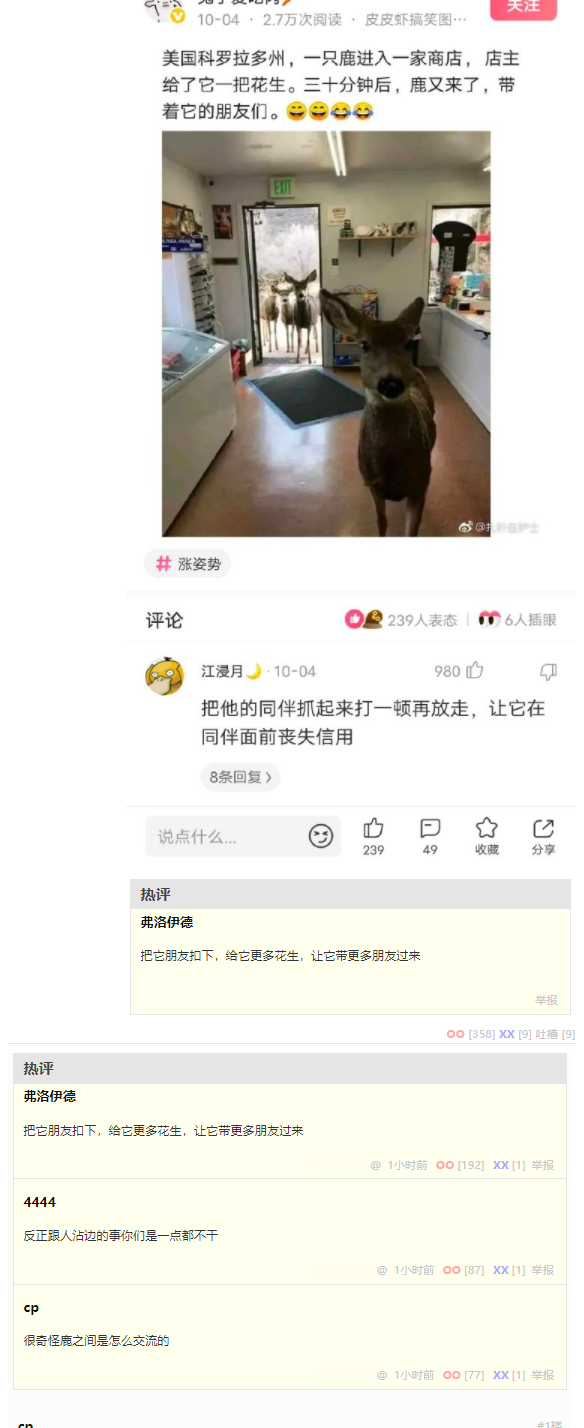 10-04 · 2.7万次阅读 · 皮皮虾搞笑图…
关注
美国科罗拉多州，一只鹿进入一家商店，店主
给了它一把花生。三十分钟后，鹿又来了，带
着它的朋友们。😄😄😂😂
EXIT
# 涨姿势
评论
239人表态 | 6人插眼
江浸月🌙 · 10-04
980
把他的同伴抓起来打一顿再放走，让它在
同伴面前丧失信用
8条回复 >
说点什么...
239
49
收藏
分享
热评
弗洛伊德
把它朋友扣下，给它更多花生，让它带更多朋友过来
举报
OO [358] XX [9] 吐槽 [9]
热评
弗洛伊德
把它朋友扣下，给它更多花生，让它带更多朋友过来
@ 1小时前 OO [192] XX [1] 举报
4444
反正跟人沾边的事你们是一点都不干
@ 1小时前 OO [87] XX [1] 举报
cp
很奇怪鹿之间是怎么交流的
@ 1小时前 OO [77] XX [1] 举报
cp
#1楼